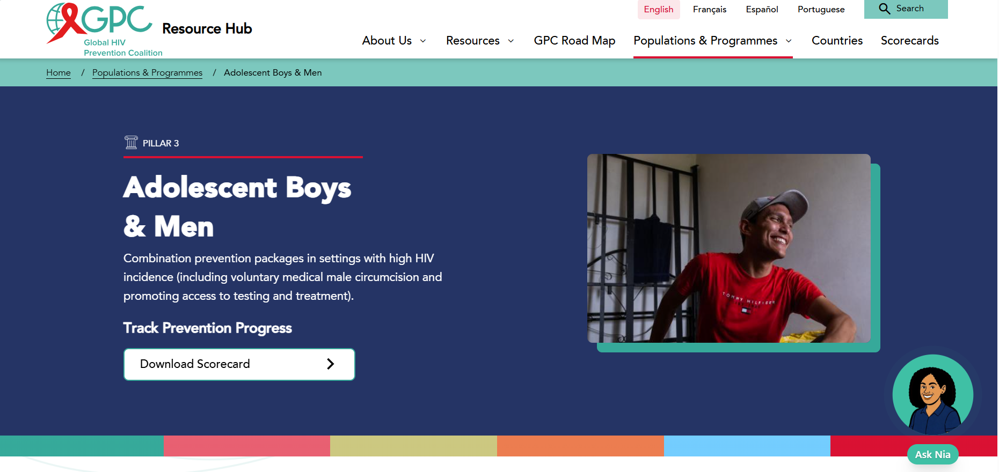 English
Français
Español
Portuguese
Search
GPC
Global HIV
Prevention Coalition
Resource Hub
About Us
Resources
GPC Road Map
Populations & Programmes
Countries
Scorecards
Home / Populations & Programmes / Adolescent Boys & Men
PILLAR 3
Adolescent Boys
& Men
Combination prevention packages in settings with high HIV
incidence (including voluntary medical male circumcision and
promoting access to testing and treatment).
Track Prevention Progress
Download Scorecard
TOMMY HILFIGER
Ask Nia